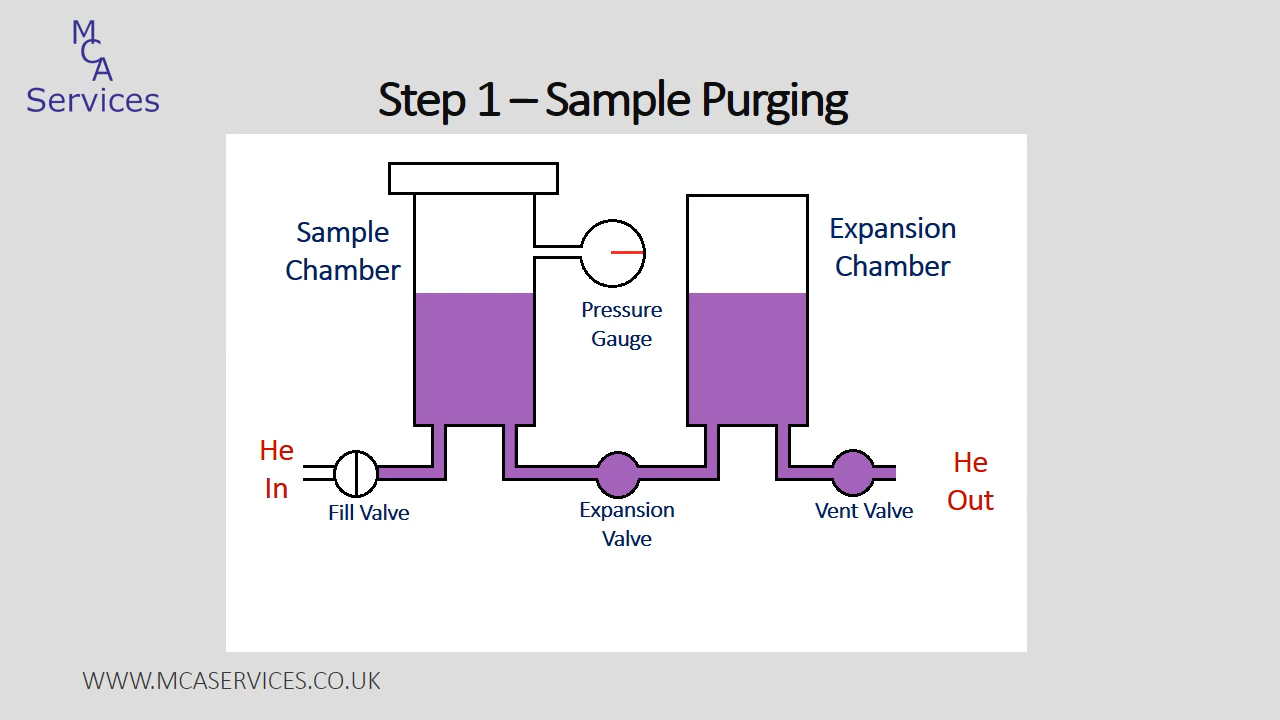 M
C
A
Services
Step 1 – Sample Purging
Sample
Chamber
Expansion
Chamber
Pressure
Gauge
He
In
Fill Valve
Expansion
Valve
Vent Valve
He
Out
WWW.MCASERVICES.CO.UK